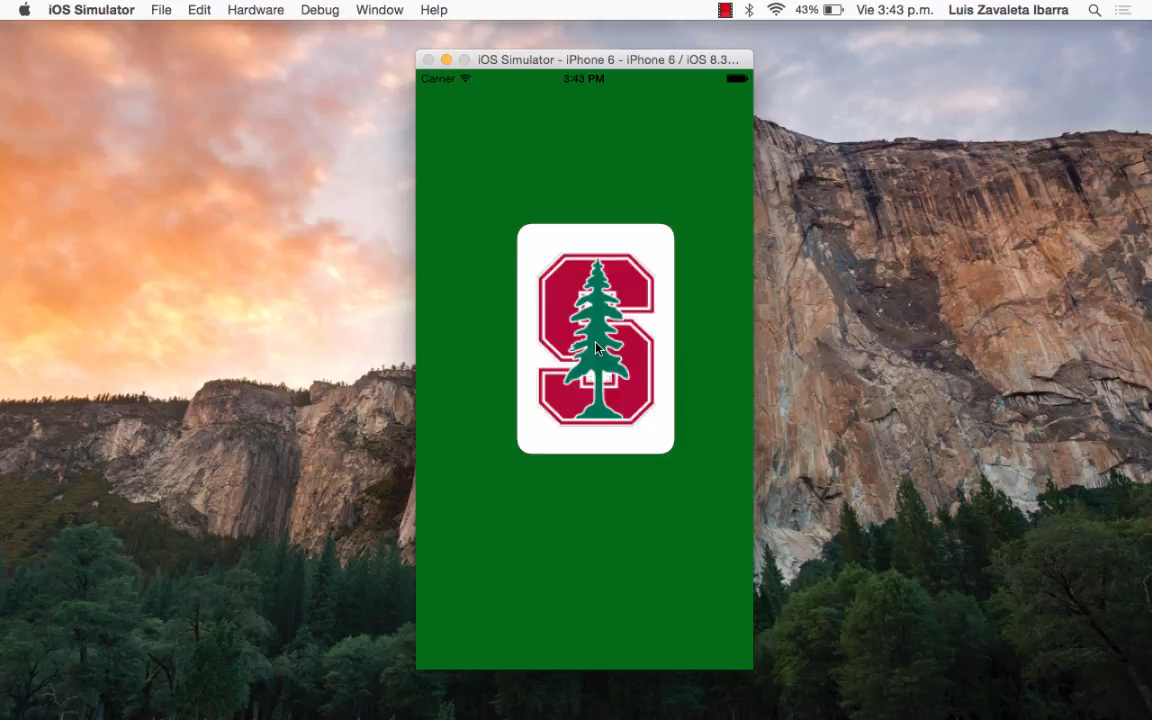 iOS Simulator File Edit Hardware Debug Window Help 43% Vie 3:43 p.m. Luis Zavaleta Ibarra
iOS Simulator - iPhone 6 - iPhone 6 / iOS 8.3...
Carrier 3:43 PM
S